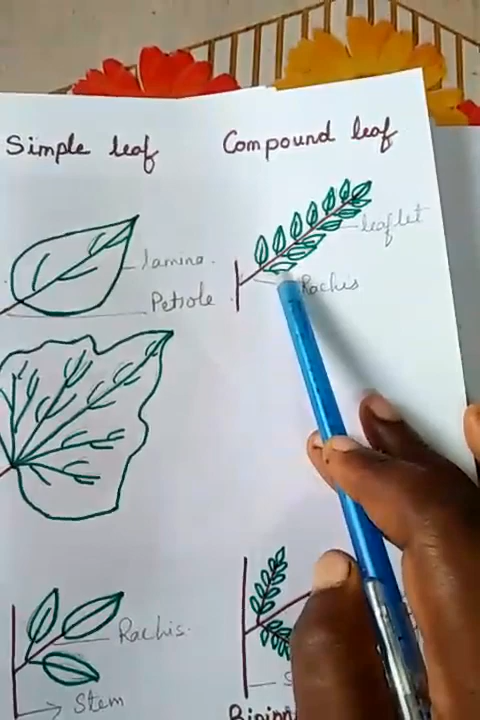 Simple leaf
Compound leaf
leaflet
lamina.
Rachis
Petiole
Rachis.
Stem